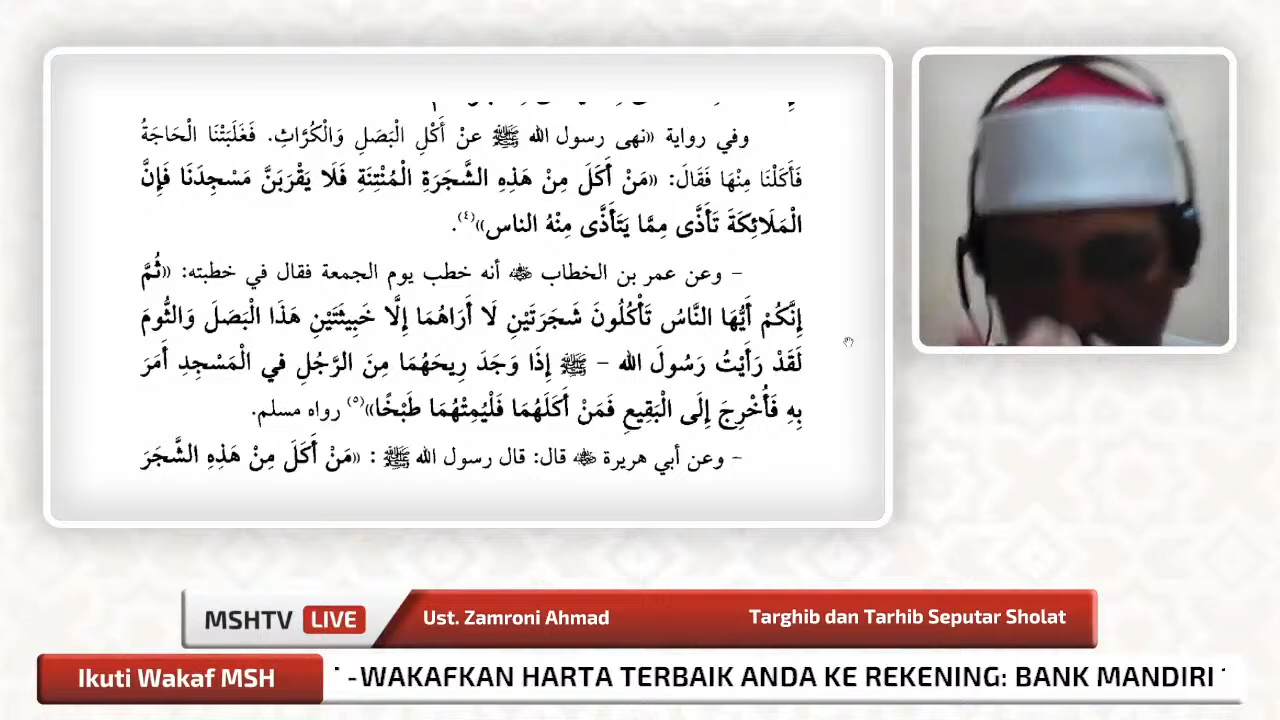 وفي رواية «نهى رسول الله ﷺ عنْ أَكْلِ الْبَصَلِ وَالْكُرَّاثِ. فَغَلَبَتْنَا الْحَاجَةُ
فَأَكَلْنَا مِنْهَا فَقَالَ: «مَنْ أَكَلَ مِنْ هَذِهِ الشَّجَرَةِ الْمُنْتِنَةِ فَلَا يَقْرَبَنَّ مَسْجِدَنَا فَإِنَّ
الْمَلَائِكَةَ تَأَذَّى مِمَّا يَتَأَذَّى مِنْهُ الناس»(٤).
– وعن عمر بن الخطاب ﷺ أنه خطب يوم الجمعة فقال في خطبته: «ثُمَّ
إِنَّكُمْ أَيُّهَا النَّاسُ تَأْكُلُونَ شَجَرَتَيْنِ لَا أَرَاهُمَا إِلَّا خَبِيثَتَيْنِ هَذَا الْبَصَلَ وَالثُّومَ
لَقَدْ رَأَيْتُ رَسُولَ الله – ﷺ إِذَا وَجَدَ رِيحَهُمَا مِنَ الرَّجُلِ في الْمَسْجِدِ أَمَرَ
بِهِ فَأُخْرِجَ إِلَى الْبَقِيعِ فَمَنْ أَكَلَهُمَا فَلْيُمِتْهُمَا طَبْخًا»(٥) رواه مسلم.
– وعن أبي هريرة ﷺ قال: قال رسول الله ﷺ : «مَنْ أَكَلَ مِنْ هَذِهِ الشَّجَرَ
MSHTV LIVE
Ust. Zamroni Ahmad
Targhib dan Tarhib Seputar Sholat
Ikuti Wakaf MSH
-WAKAFKAN HARTA TERBAIK ANDA KE REKENING: BANK MANDIRI